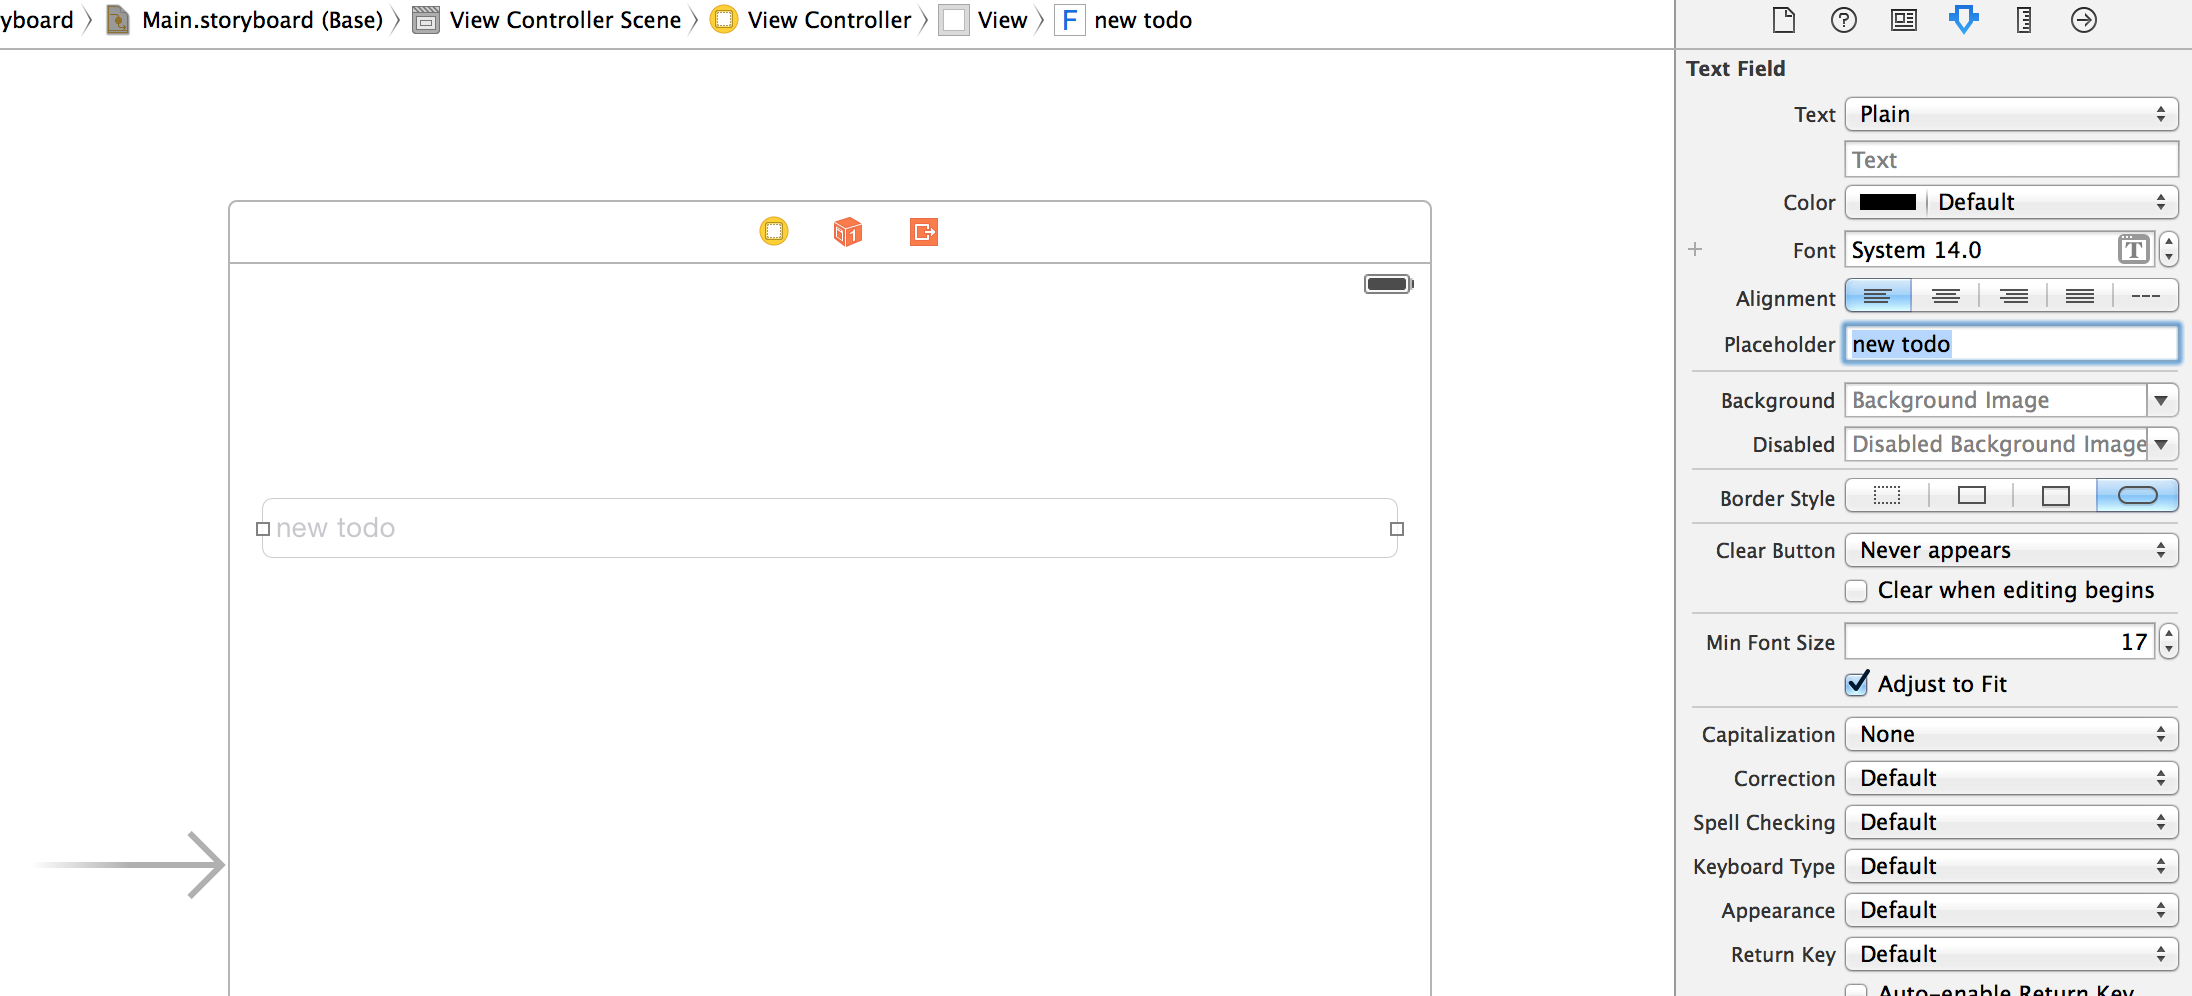 yboard Main.storyboard (Base) View Controller Scene View Controller View F new todo
Text Field
Text Plain
Text
Color Default
Font System 14.0 T
Alignment
Placeholder new todo
Background Background Image
Disabled Disabled Background Image
new todo
Border Style
Clear Button Never appears
Clear when editing begins
Min Font Size 17
Adjust to Fit
Capitalization None
Correction Default
Spell Checking Default
Keyboard Type Default
Appearance Default
Return Key Default
Auto-enable Return Key